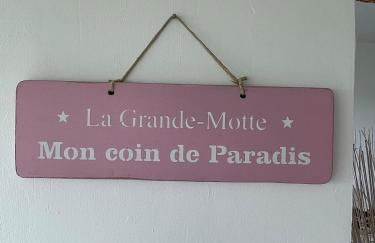 ★ La Grande-Motte ★
Mon coin de Paradis